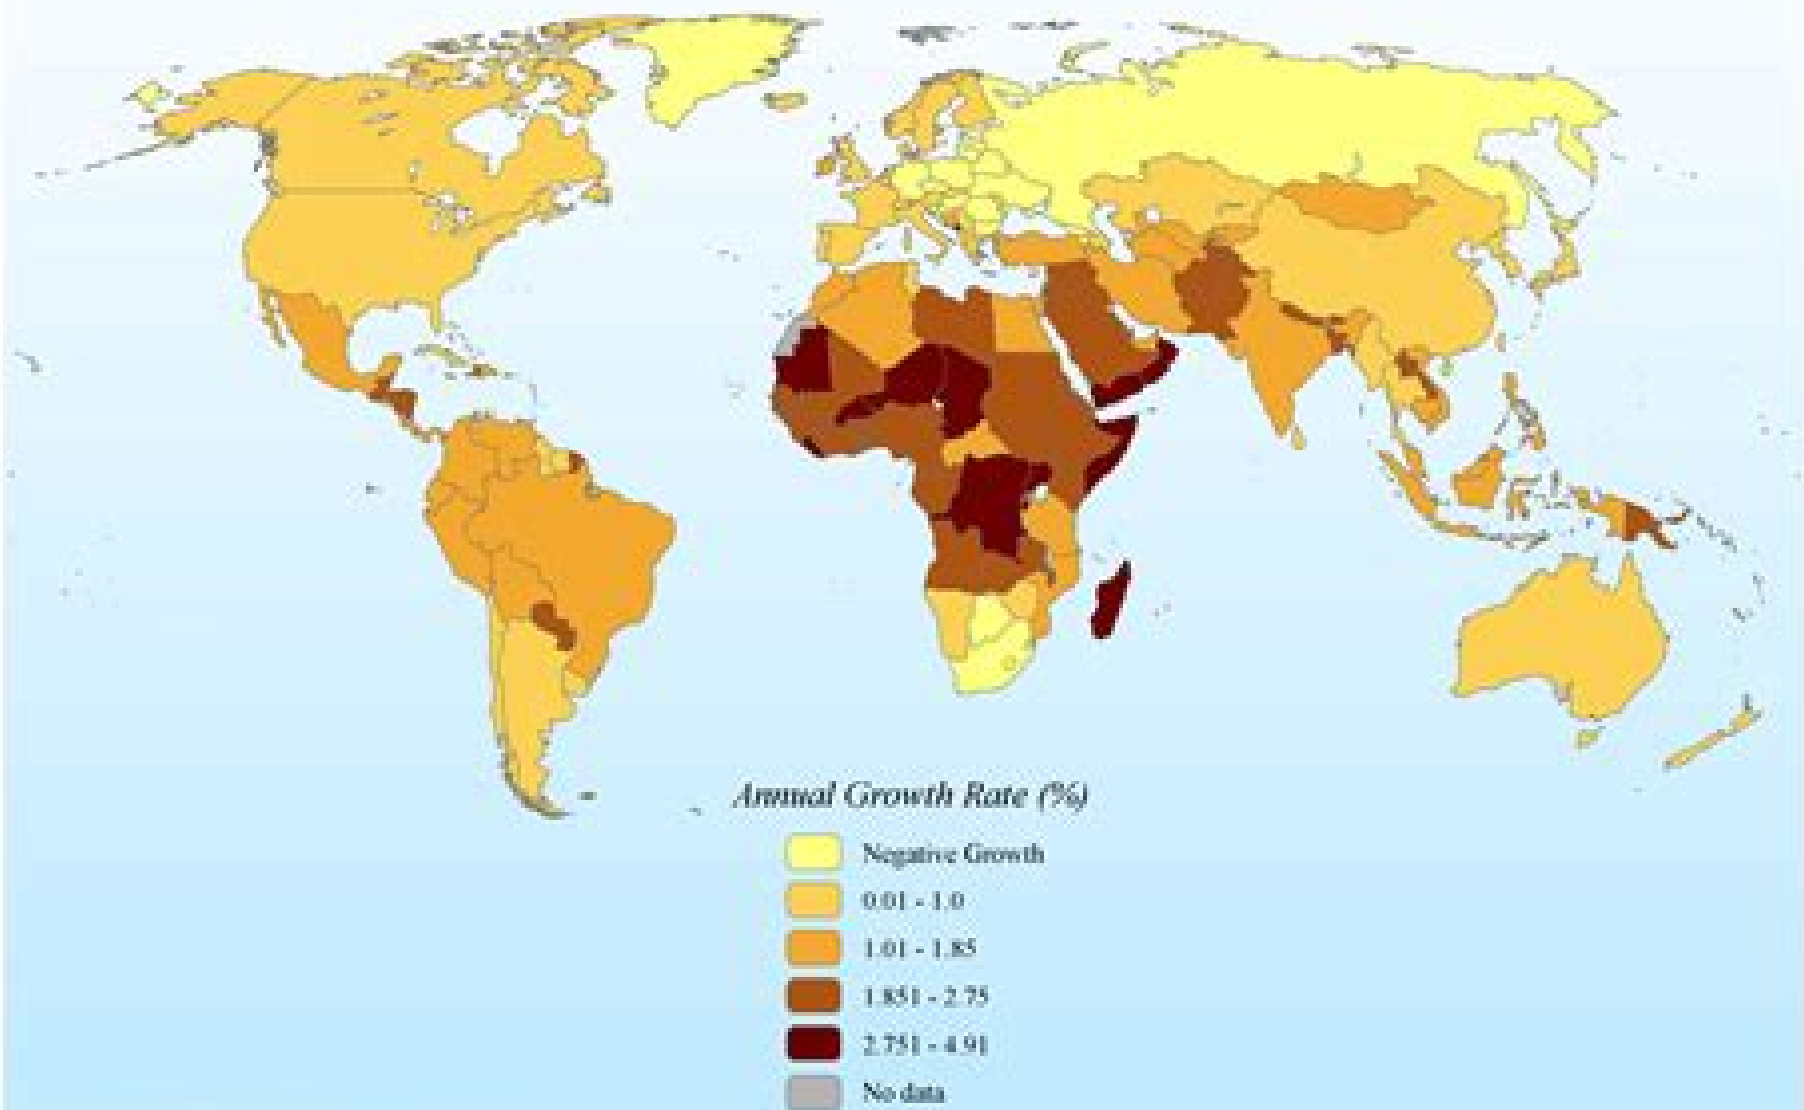 Annual Growth Rate (%)
Negative Growth
0.01 - 1.0
1.01 - 1.85
1.851 - 2.75
2.751 - 4.91
No data